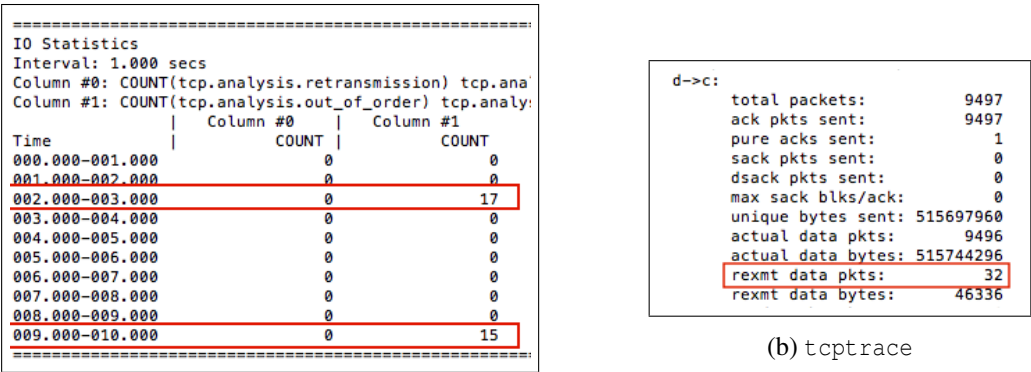 ==================================================
IO Statistics
Interval: 1.000 secs
Column #0: COUNT(tcp.analysis.retransmission) tcp.ana
Column #1: COUNT(tcp.analysis.out_of_order) tcp.analy
| Column #0 | Column #1
Time | COUNT | COUNT
000.000-001.000 0 0
001.000-002.000 0 0
002.000-003.000 0 17
003.000-004.000 0 0
004.000-005.000 0 0
005.000-006.000 0 0
006.000-007.000 0 0
007.000-008.000 0 0
008.000-009.000 0 0
009.000-010.000 0 15
==================================================
d->c:
total packets: 9497
ack pkts sent: 9497
pure acks sent: 1
sack pkts sent: 0
dsack pkts sent: 0
max sack blks/ack: 0
unique bytes sent: 515697960
actual data pkts: 9496
actual data bytes: 515744296
rexmt data pkts: 32
rexmt data bytes: 46336
(b) tcptrace